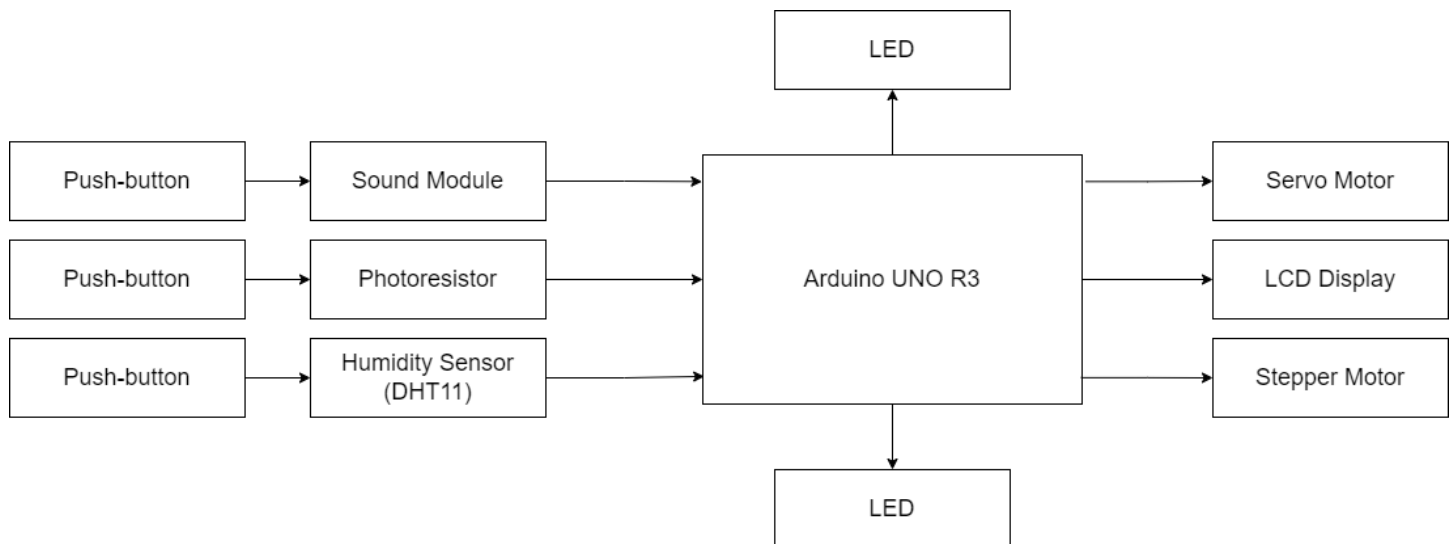 LED
Push-button
Sound Module
Servo Motor
Push-button
Photoresistor
Arduino UNO R3
LCD Display
Push-button
Humidity Sensor
(DHT11)
Stepper Motor
LED